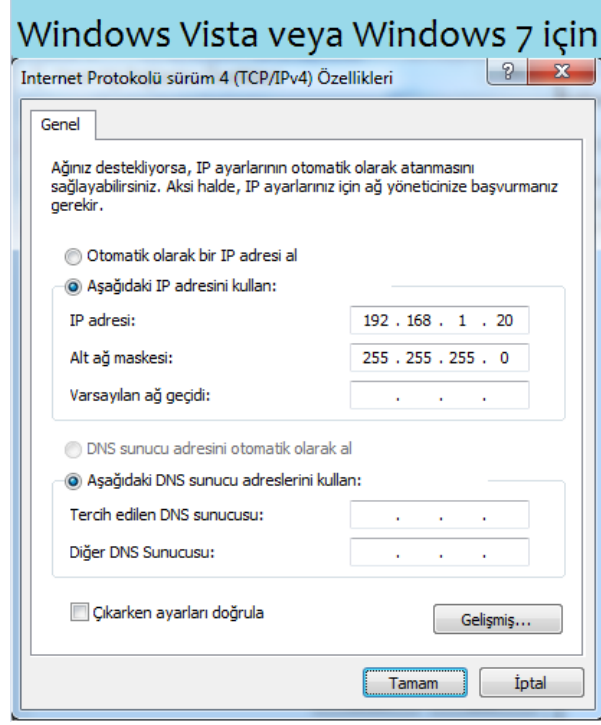 Windows Vista veya Windows 7 için
Internet Protokolü sürüm 4 (TCP/IPv4) Özellikleri
Genel
Ağınız destekliyorsa, IP ayarlarının otomatik olarak atanmasını
sağlayabilirsiniz. Aksi halde, IP ayarlarınız için ağ yöneticinize başvurmanız
gerekir.
Otomatik olarak bir IP adresi al
Aşağıdaki IP adresini kullan:
IP adresi: 192 . 168 . 1 . 20
Alt ağ maskesi: 255 . 255 . 255 . 0
Varsayılan ağ geçidi: . . .
DNS sunucu adresini otomatik olarak al
Aşağıdaki DNS sunucu adreslerini kullan:
Tercih edilen DNS sunucusu: . . .
Diğer DNS Sunucusu: . . .
Çıkarken ayarları doğrula
Gelişmiş...
Tamam İptal